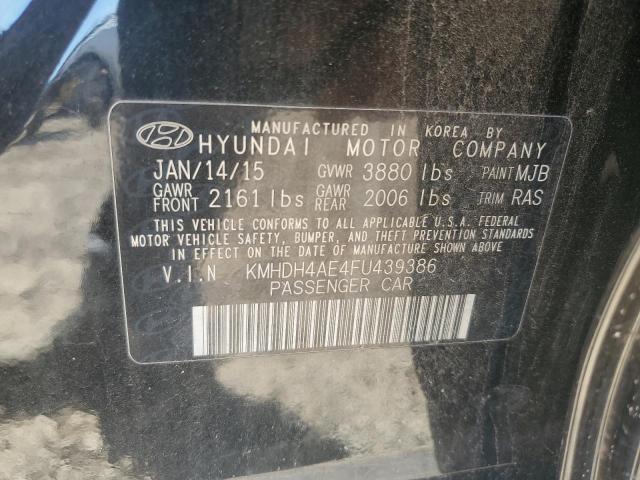 MANUFACTURED IN KOREA BY
HYUNDAI MOTOR COMPANY
JAN/14/15 GVWR 3880 lbs PAINT MJB
GAWR FRONT 2161 lbs GAWR REAR 2006 lbs TRIM RAS
THIS VEHICLE CONFORMS TO ALL APPLICABLE U.S.A. FEDERAL
MOTOR VEHICLE SAFETY, BUMPER, AND THEFT PREVENTION STANDARDS
IN EFFECT ON THE DATE OF MANUFACTURE SHOWN ABOVE
V.I.N KMHDH4AE4FU439386
PASSENGER CAR